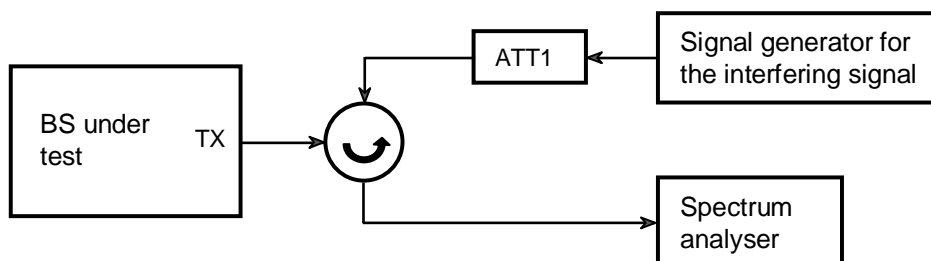 BS under
test
TX
ATT1
Signal generator for
the interfering signal
Spectrum
analyser